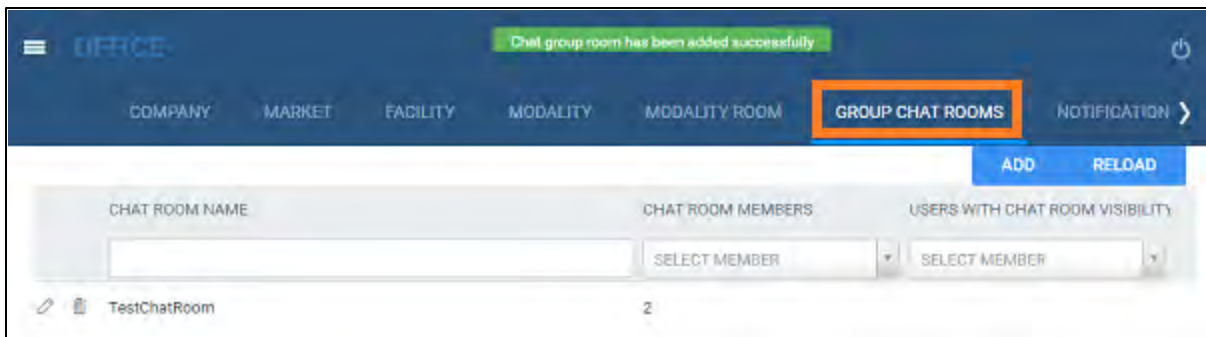 OFFICE
Chat group room has been added successfully
COMPANY MARKET FACILITY MODALITY MODALITY ROOM GROUP CHAT ROOMS NOTIFICATION
ADD RELOAD
CHAT ROOM NAME CHAT ROOM MEMBERS USERS WITH CHAT ROOM VISIBILITY
SELECT MEMBER SELECT MEMBER
TestChatRoom 2